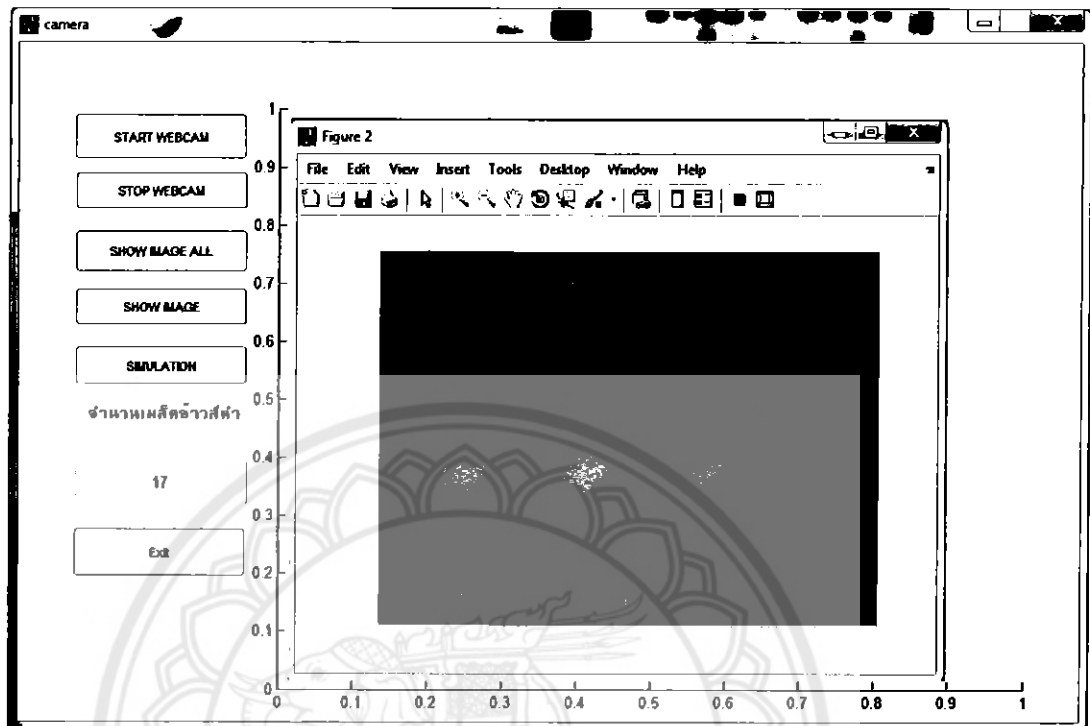 camera
START WEBCAM
STOP WEBCAM
SHOW IMAGE ALL
SHOW IMAGE
SIMULATION
จำนวนเมล็ดข้าวสีดำ
17
Exit
Figure 2
File Edit View Insert Tools Desktop Window Help
1
0.9
0.8
0.7
0.6
0.5
0.4
0.3
0.2
0.1
0
0 0.1 0.2 0.3 0.4 0.5 0.6 0.7 0.8 0.9 1